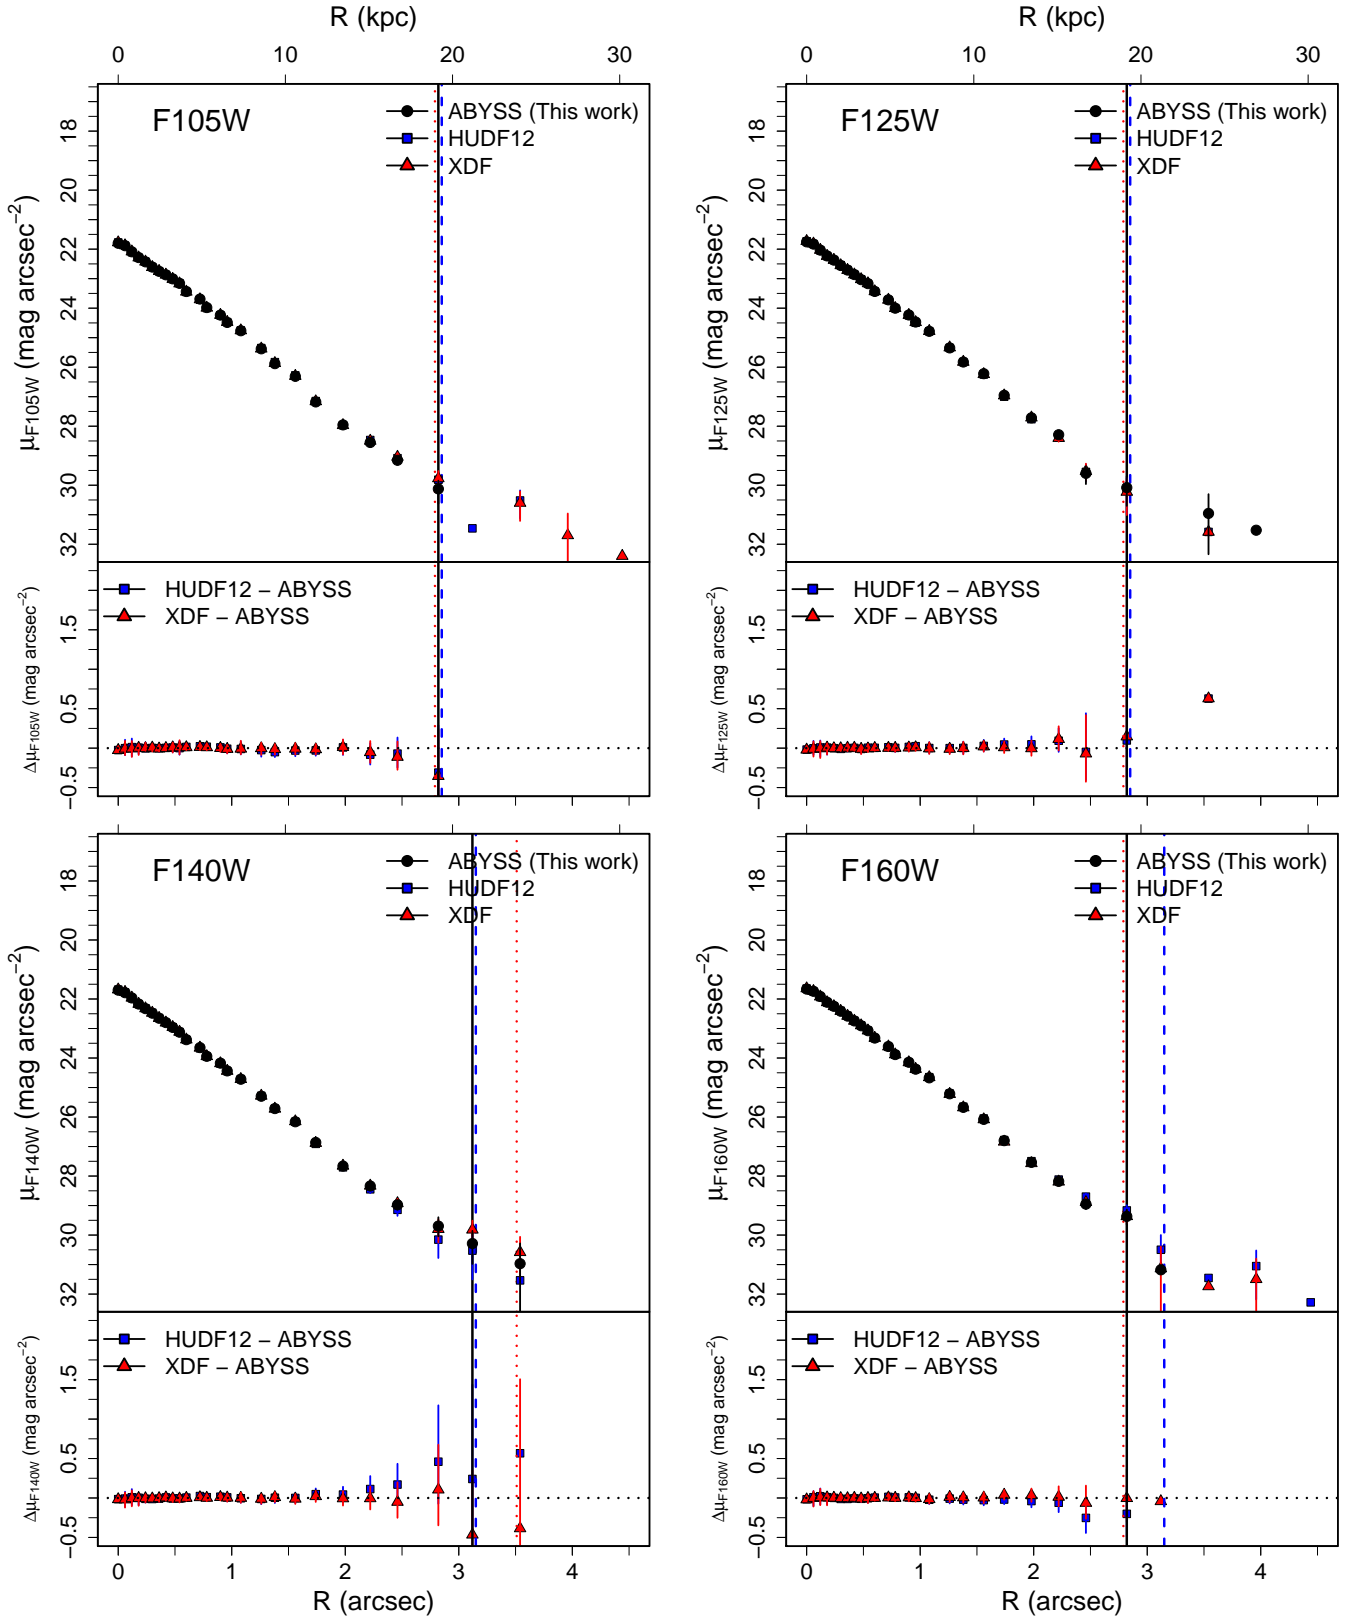 R (kpc)
R (kpc)
0 10 20 30
0 10 20 30
F105W
ABYSS (This work)
HUDF12
XDF
18 20 22 24 26 28 30 32
μF105W (mag arcsec−2)
HUDF12 − ABYSS
XDF − ABYSS
1.5 0.5 −0.5
ΔμF105W (mag arcsec−2)
F125W
ABYSS (This work)
HUDF12
XDF
18 20 22 24 26 28 30 32
μF125W (mag arcsec−2)
HUDF12 − ABYSS
XDF − ABYSS
1.5 0.5 −0.5
ΔμF125W (mag arcsec−2)
F140W
ABYSS (This work)
HUDF12
XDF
18 20 22 24 26 28 30 32
μF140W (mag arcsec−2)
HUDF12 − ABYSS
XDF − ABYSS
1.5 0.5 −0.5
ΔμF140W (mag arcsec−2)
0 1 2 3 4
R (arcsec)
F160W
ABYSS (This work)
HUDF12
XDF
18 20 22 24 26 28 30 32
μF160W (mag arcsec−2)
HUDF12 − ABYSS
XDF − ABYSS
1.5 0.5 −0.5
ΔμF160W (mag arcsec−2)
0 1 2 3 4
R (arcsec)